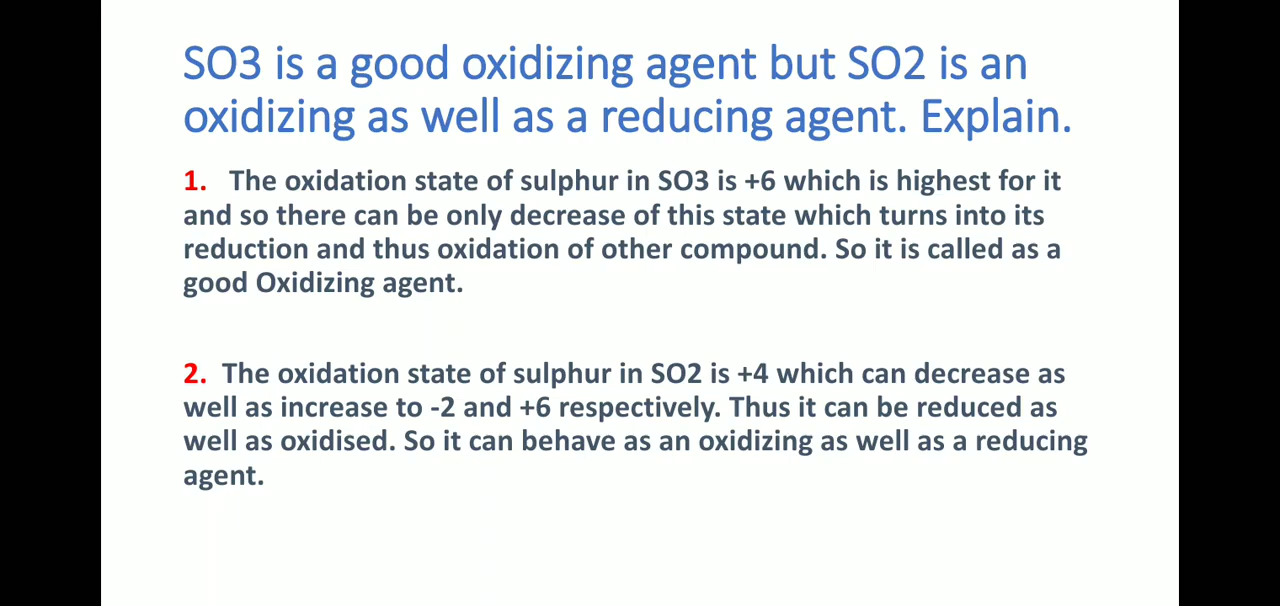 SO3 is a good oxidizing agent but SO2 is an
oxidizing as well as a reducing agent. Explain.
1. The oxidation state of sulphur in SO3 is +6 which is highest for it
and so there can be only decrease of this state which turns into its
reduction and thus oxidation of other compound. So it is called as a
good Oxidizing agent.
2. The oxidation state of sulphur in SO2 is +4 which can decrease as
well as increase to -2 and +6 respectively. Thus it can be reduced as
well as oxidised. So it can behave as an oxidizing as well as a reducing
agent.